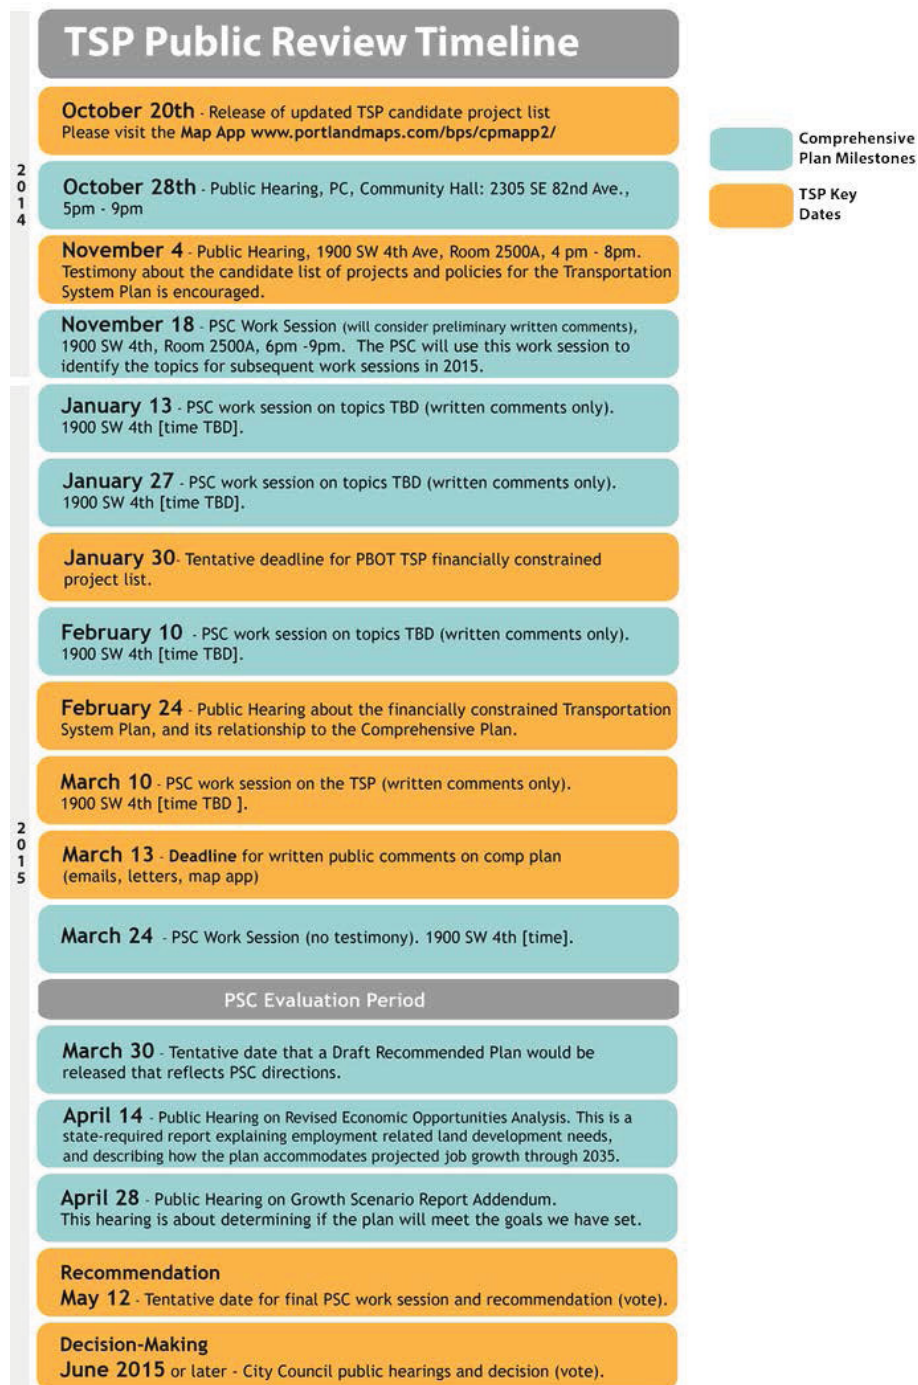 TSP Public Review Timeline
2014
October 20th - Release of updated TSP candidate project list
Please visit the Map App www.portlandmaps.com/bps/cpmapp2/
October 28th - Public Hearing, PC, Community Hall: 2305 SE 82nd Ave.,
5pm - 9pm
November 4 - Public Hearing, 1900 SW 4th Ave, Room 2500A, 4 pm - 8pm.
Testimony about the candidate list of projects and policies for the Transportation
System Plan is encouraged.
November 18 - PSC Work Session (will consider preliminary written comments),
1900 SW 4th, Room 2500A, 6pm -9pm. The PSC will use this work session to
identify the topics for subsequent work sessions in 2015.
2015
January 13 - PSC work session on topics TBD (written comments only).
1900 SW 4th [time TBD].
January 27 - PSC work session on topics TBD (written comments only).
1900 SW 4th [time TBD].
January 30- Tentative deadline for PBOT TSP financially constrained
project list.
February 10 - PSC work session on topics TBD (written comments only).
1900 SW 4th [time TBD].
February 24 - Public Hearing about the financially constrained Transportation
System Plan, and its relationship to the Comprehensive Plan.
March 10 - PSC work session on the TSP (written comments only).
1900 SW 4th [time TBD ].
March 13 - Deadline for written public comments on comp plan
(emails, letters, map app)
March 24 - PSC Work Session (no testimony). 1900 SW 4th [time].
PSC Evaluation Period
March 30 - Tentative date that a Draft Recommended Plan would be
released that reflects PSC directions.
April 14 - Public Hearing on Revised Economic Opportunities Analysis. This is a
state-required report explaining employment related land development needs,
and describing how the plan accommodates projected job growth through 2035.
April 28 - Public Hearing on Growth Scenario Report Addendum.
This hearing is about determining if the plan will meet the goals we have set.
Recommendation
May 12 - Tentative date for final PSC work session and recommendation (vote).
Decision-Making
June 2015 or later - City Council public hearings and decision (vote).
Comprehensive
Plan Milestones
TSP Key
Dates